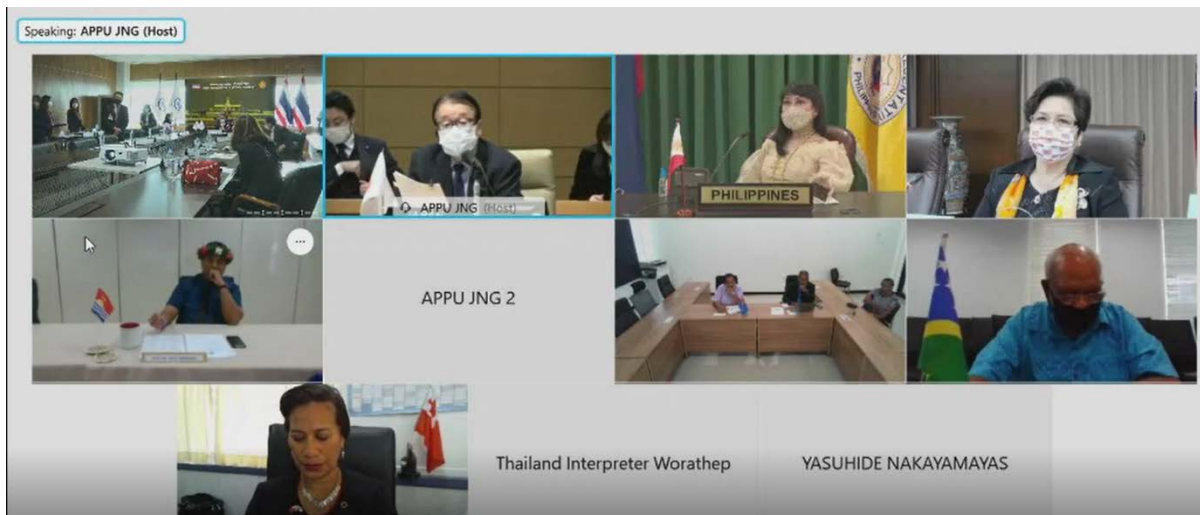 Speaking: APPU JNG (Host)
APPU JNG (Host)
PHILIPPINES
APPU JNG 2
Thailand Interpreter Worathep
YASUHIDE NAKAYAMAYAS